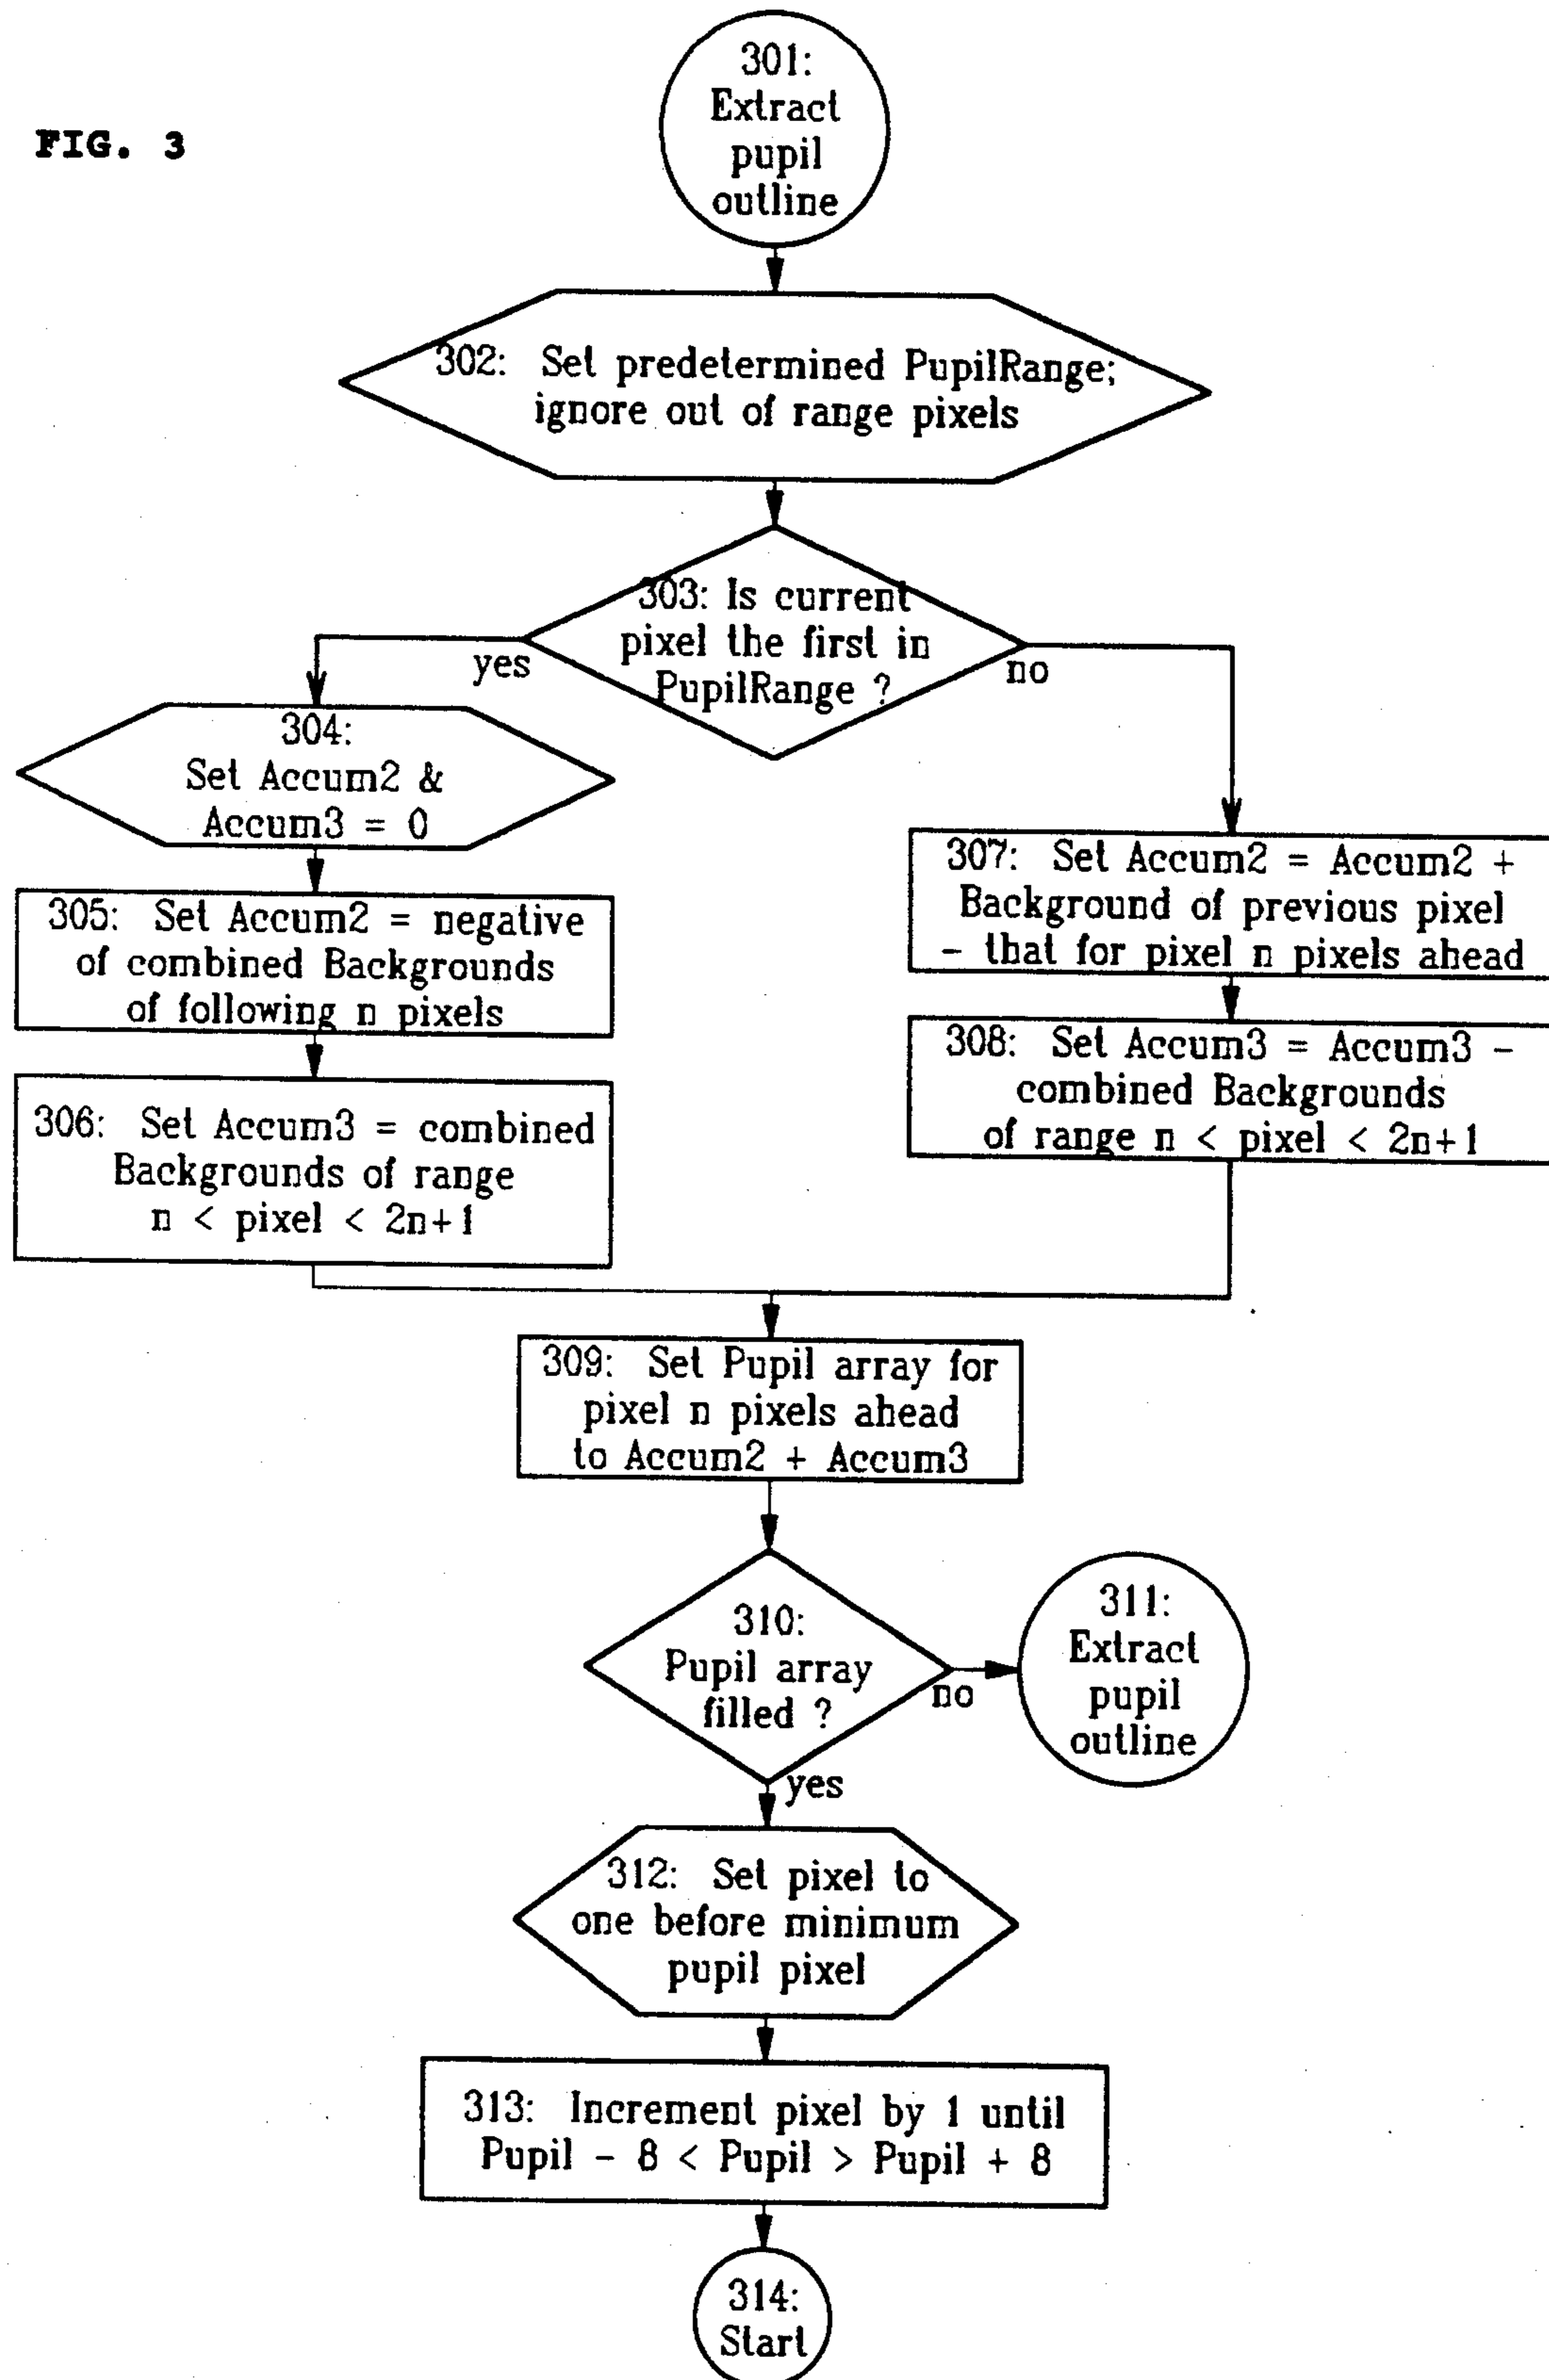 FIG. 3
301:
Extract
pupil
outline
302: Set predetermined PupilRange;
ignore out of range pixels
303: Is current
pixel the first in
PupilRange ?
yes
no
304:
Set Accum2 &
Accum3 = 0
305: Set Accum2 = negative
of combined Backgrounds
of following n pixels
306: Set Accum3 = combined
Backgrounds of range
n < pixel < 2n+1
307: Set Accum2 = Accum2 +
Background of previous pixel
- that for pixel n pixels ahead
308: Set Accum3 = Accum3 -
combined Backgrounds
of range n < pixel < 2n+1
309: Set Pupil array for
pixel n pixels ahead
to Accum2 + Accum3
310:
Pupil array
filled ?
no
311:
Extract
pupil
outline
yes
312: Set pixel to
one before minimum
pupil pixel
313: Increment pixel by 1 until
Pupil - 8 < Pupil > Pupil + 8
314:
Start